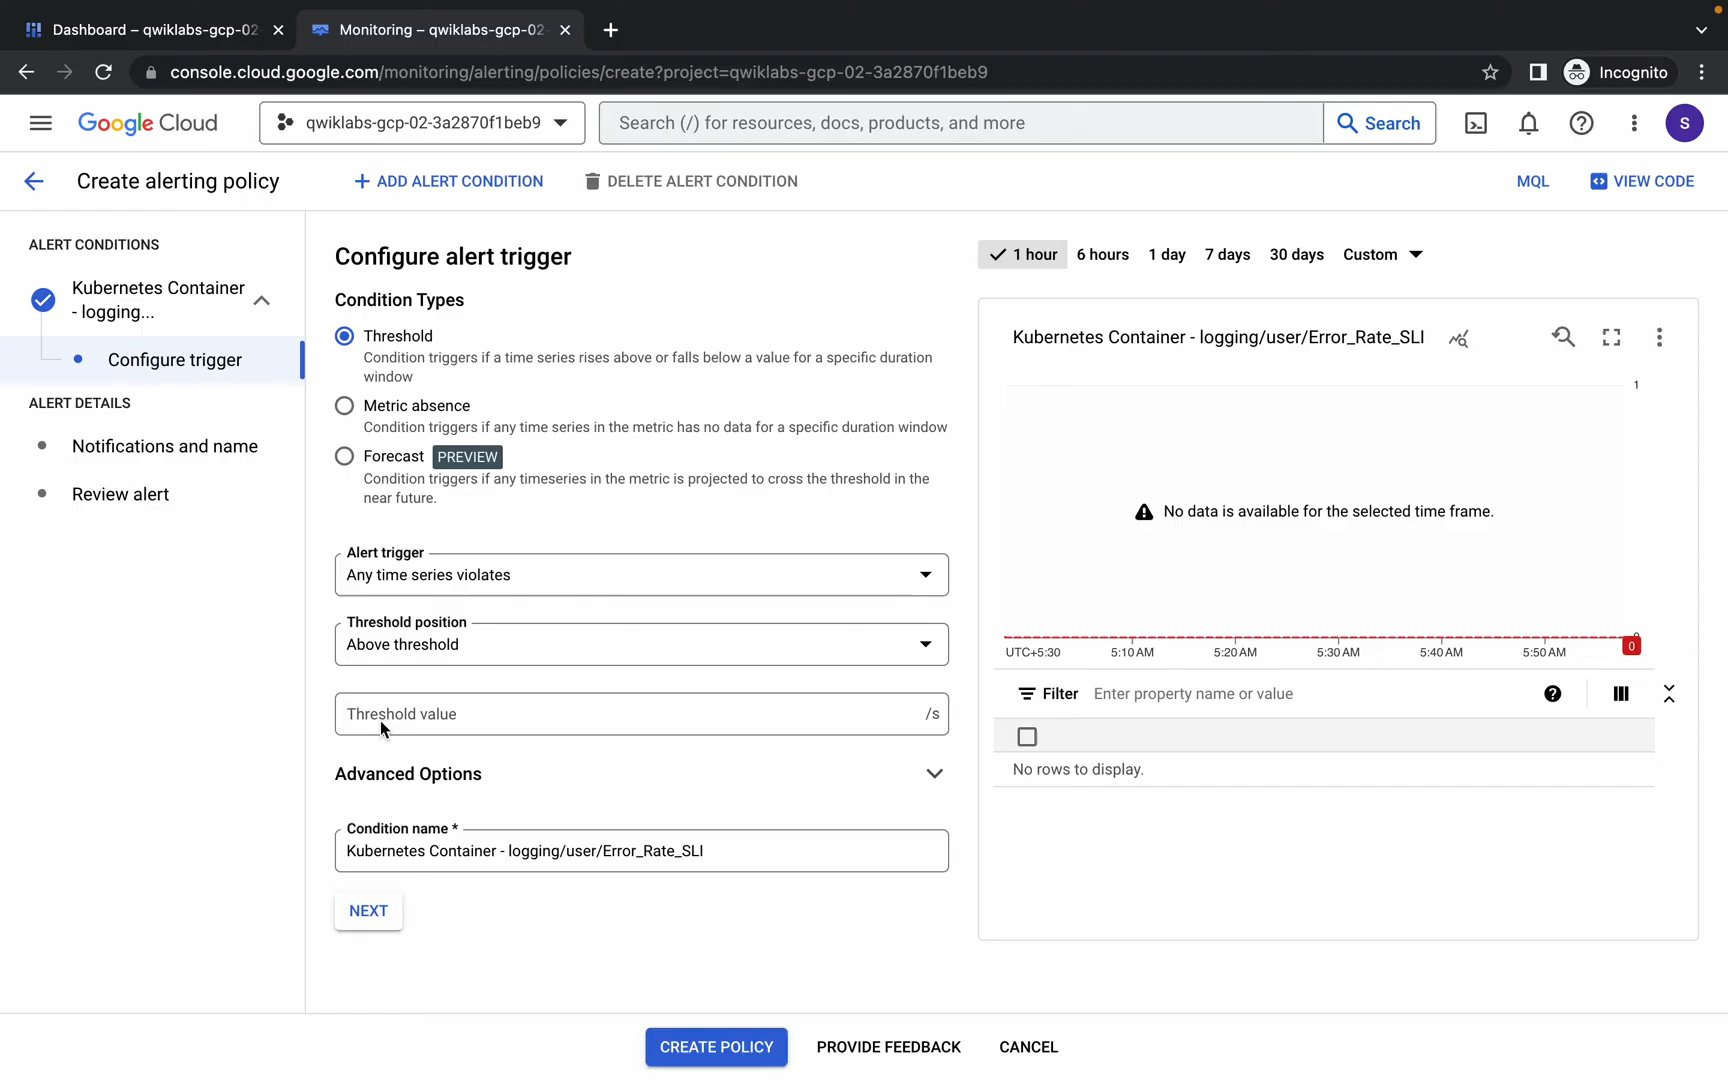 Dashboard – qwiklabs-gcp-02
Monitoring – qwiklabs-gcp-02
console.cloud.google.com/monitoring/alerting/policies/create?project=qwiklabs-gcp-02-3a2870f1beb9
Incognito
Google Cloud
qwiklabs-gcp-02-3a2870f1beb9
Search (/) for resources, docs, products, and more
Search
S
Create alerting policy
ADD ALERT CONDITION
DELETE ALERT CONDITION
MQL
VIEW CODE
ALERT CONDITIONS
Kubernetes Container
- logging...
Configure trigger
ALERT DETAILS
Notifications and name
Review alert
Configure alert trigger
Condition Types
Threshold
Condition triggers if a time series rises above or falls below a value for a specific duration
window
Metric absence
Condition triggers if any time series in the metric has no data for a specific duration window
Forecast PREVIEW
Condition triggers if any timeseries in the metric is projected to cross the threshold in the
near future.
Alert trigger
Any time series violates
Threshold position
Above threshold
Threshold value /s
Advanced Options
Condition name *
Kubernetes Container - logging/user/Error_Rate_SLI
NEXT
1 hour 6 hours 1 day 7 days 30 days Custom
Kubernetes Container - logging/user/Error_Rate_SLI
1
No data is available for the selected time frame.
UTC+5:30 5:10 AM 5:20 AM 5:30 AM 5:40 AM 5:50 AM 0
Filter Enter property name or value
No rows to display.
CREATE POLICY PROVIDE FEEDBACK CANCEL